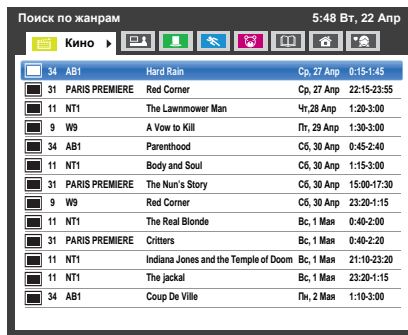 Поиск по жанрам 5:48 Вт, 22 Апр
Кино
34 AB1 Hard Rain Ср, 27 Апр 0:15-1:45
31 PARIS PREMIERE Red Corner Ср, 27 Апр 22:15-23:55
11 NT1 The Lawnmower Man Чт,28 Апр 1:20-3:00
9 W9 A Vow to Kill Пт, 29 Апр 1:30-3:00
34 AB1 Parenthood Сб, 30 Апр 0:45-2:40
11 NT1 Body and Soul Сб, 30 Апр 1:15-3:00
31 PARIS PREMIERE The Nun's Story Сб, 30 Апр 15:00-17:30
9 W9 Red Corner Сб, 30 Апр 23:20-1:15
11 NT1 The Real Blonde Вс, 1 Мая 0:40-2:00
31 PARIS PREMIERE Critters Вс, 1 Мая 0:40-2:20
11 NT1 Indiana Jones and the Temple of Doom Вс, 1 Мая 21:10-23:20
11 NT1 The jackal Вс, 1 Мая 23:20-1:15
34 AB1 Coup De Ville Пн, 2 Мая 1:10-3:00